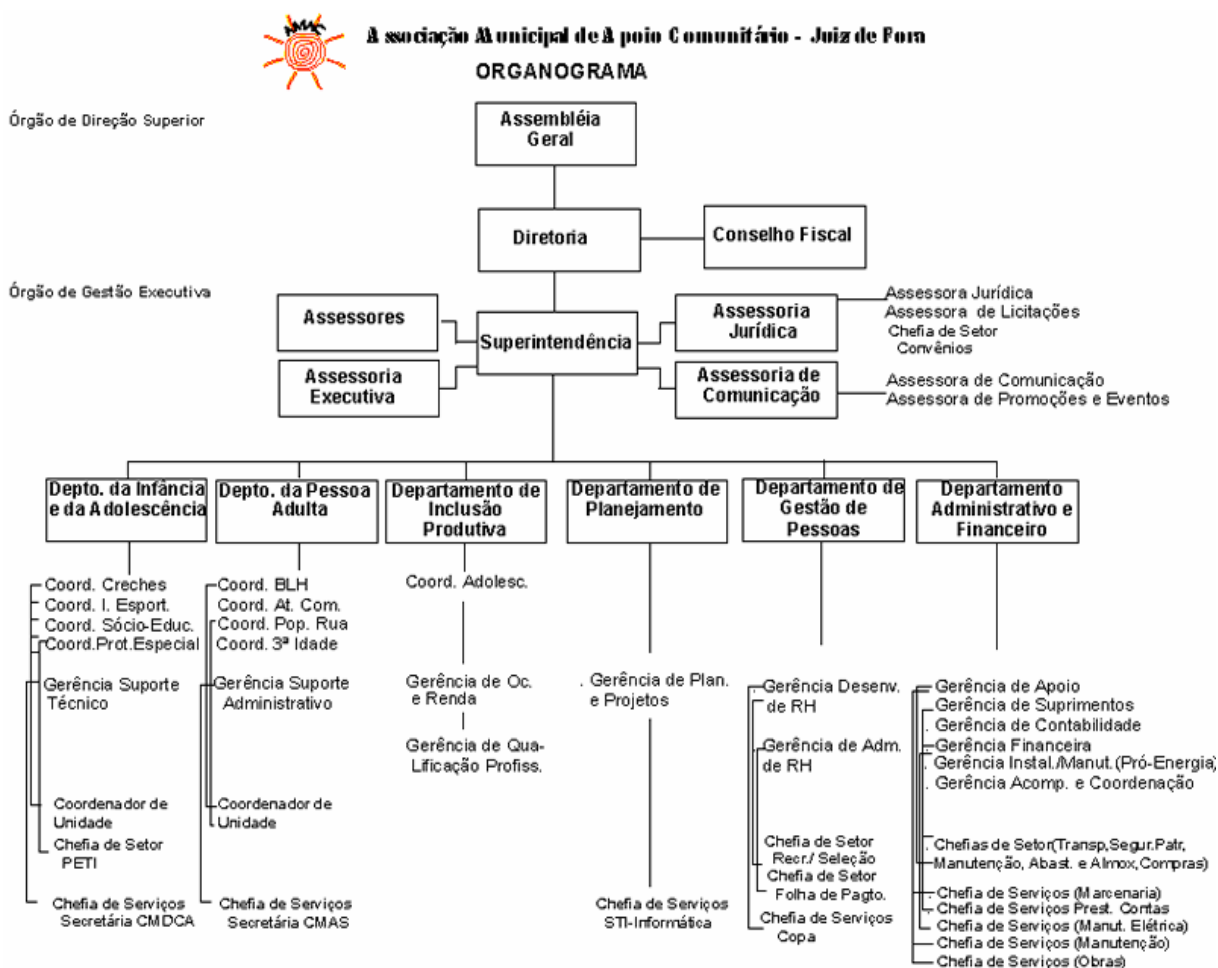 AMAC
Associação Municipal de Apoio Comunitário - Juiz de Fora
ORGANOGRAMA
Órgão de Direção Superior
Assembléia
Geral
Diretoria
Conselho Fiscal
Órgão de Gestão Executiva
Assessores
Assessoria
Executiva
Superintendência
Assessoria
Jurídica
Assessoria de
Comunicação
Assessora Jurídica
Assessora de Licitações
Chefia de Setor
Convênios
Assessora de Comunicação
Assessora de Promoções e Eventos
Depto. da Infância
e da Adolescência
Depto. da Pessoa
Adulta
Departamento de
Inclusão
Produtiva
Departamento de
Planejamento
Departamento de
Gestão de
Pessoas
Departamento
Administrativo e
Financeiro
Coord. Creches
Coord. I. Esport.
Coord. Sócio-Educ.
Coord.Prot.Especial
Gerência Suporte
Técnico
Coordenador de
Unidade
Chefia de Setor
PETI
Chefia de Serviços
Secretária CMDCA
Coord. BLH
Coord. At. Com.
Coord. Pop. Rua
Coord. 3ª Idade
Gerência Suporte
Administrativo
Coordenador de
Unidade
Chefia de Serviços
Secretária CMAS
Coord. Adolesc.
Gerência de Oc.
e Renda
Gerência de Qua-
Lificação Profiss.
. Gerência de Plan.
e Projetos
Chefia de Serviços
STI-Informática
. Gerência Desenv.
de RH
Gerência de Adm.
de RH
Chefia de Setor
Recr./ Seleção
Chefia de Setor
Folha de Pagto.
Chefia de Serviços
Copa
. Gerência de Apoio
. Gerência de Suprimentos
. Gerência de Contabilidade
. Gerência Financeira
. Gerência Instal./Manut.(Pró-Energia)
. Gerência Acomp. e Coordenação
. Chefias de Setor(Transp,Segur.Patr,
Manutenção, Abast. e Almox,Compras)
. Chefia de Serviços (Marcenaria)
. Chefia de Serviços Prest. Contas
. Chefia de Serviços (Manut. Elétrica)
. Chefia de Serviços (Manutenção)
. Chefia de Serviços (Obras)